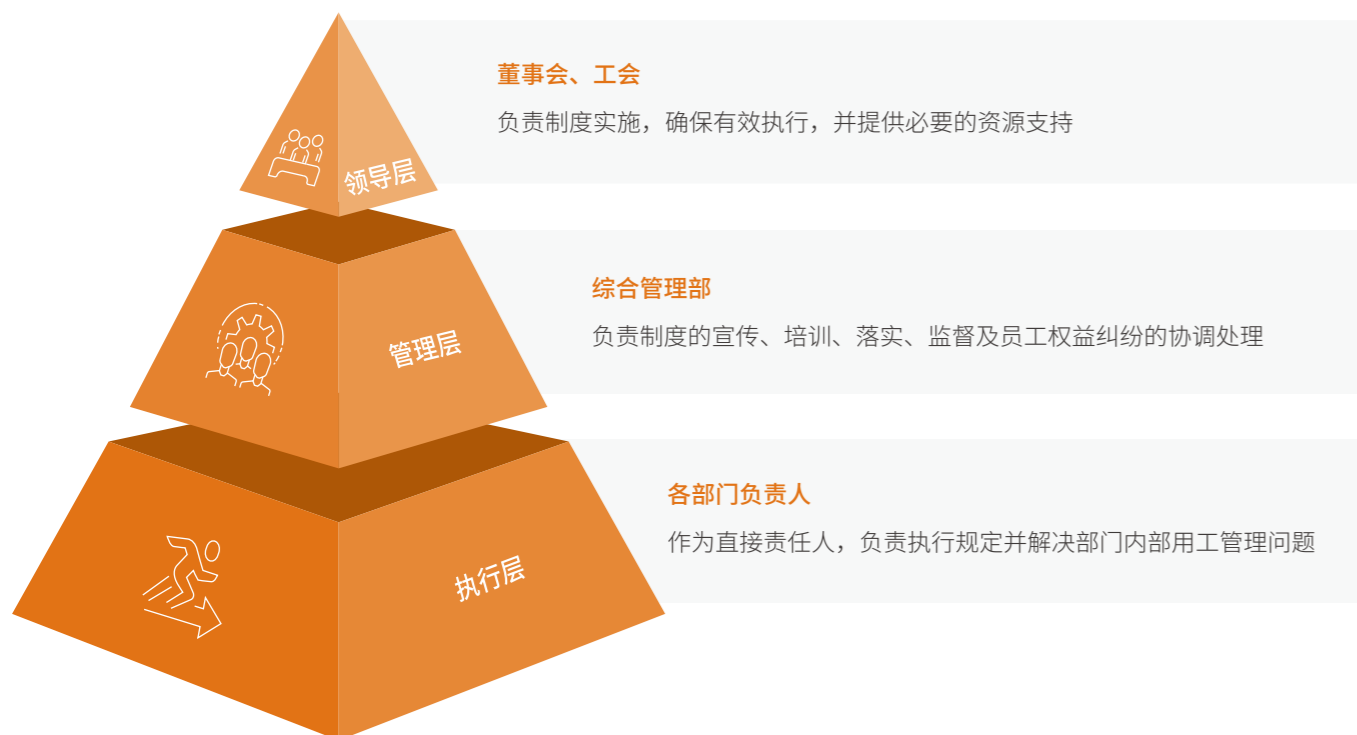 董事会、工会
负责制度实施，确保有效执行，并提供必要的资源支持
领导层
综合管理部
负责制度的宣传、培训、落实、监督及员工权益纠纷的协调处理
管理层
各部门负责人
作为直接责任人，负责执行规定并解决部门内部用工管理问题
执行层